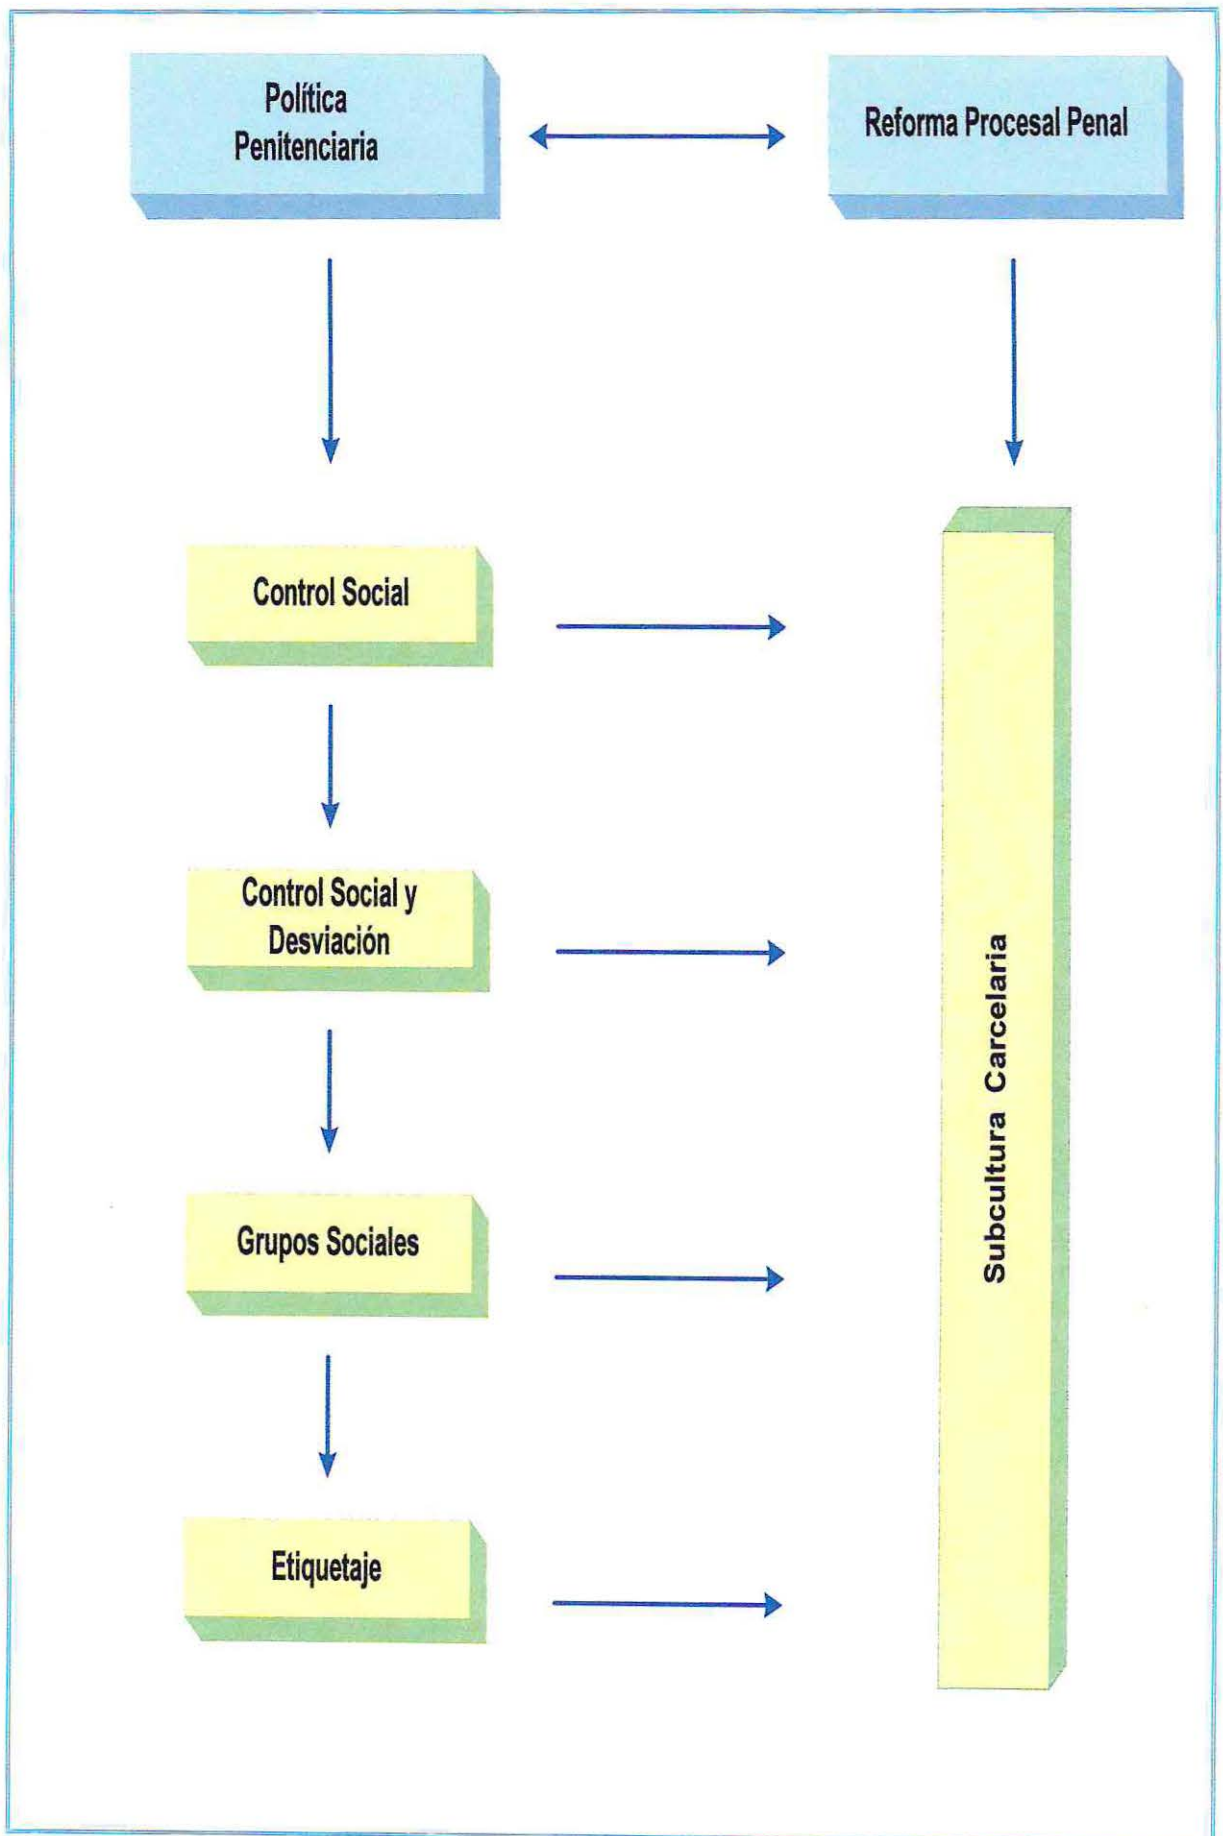 Política
Penitenciaria
Reforma Procesal Penal
Control Social
Control Social y
Desviación
Grupos Sociales
Etiquetaje
Subcultura Carcelaria